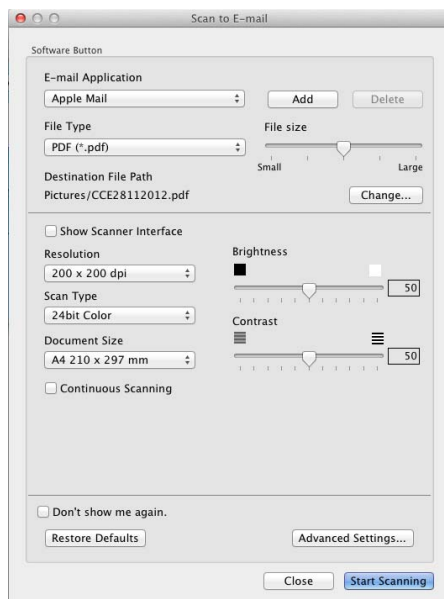 Scan to E-mail
Software Button
E-mail Application
Apple Mail
Add
Delete
File Type
File size
PDF (*.pdf)
Small
Large
Destination File Path
Pictures/CCE28112012.pdf
Change...
Show Scanner Interface
Resolution
Brightness
200 x 200 dpi
50
Scan Type
24bit Color
Contrast
Document Size
A4 210 x 297 mm
50
Continuous Scanning
Don't show me again.
Restore Defaults
Advanced Settings...
Close
Start Scanning